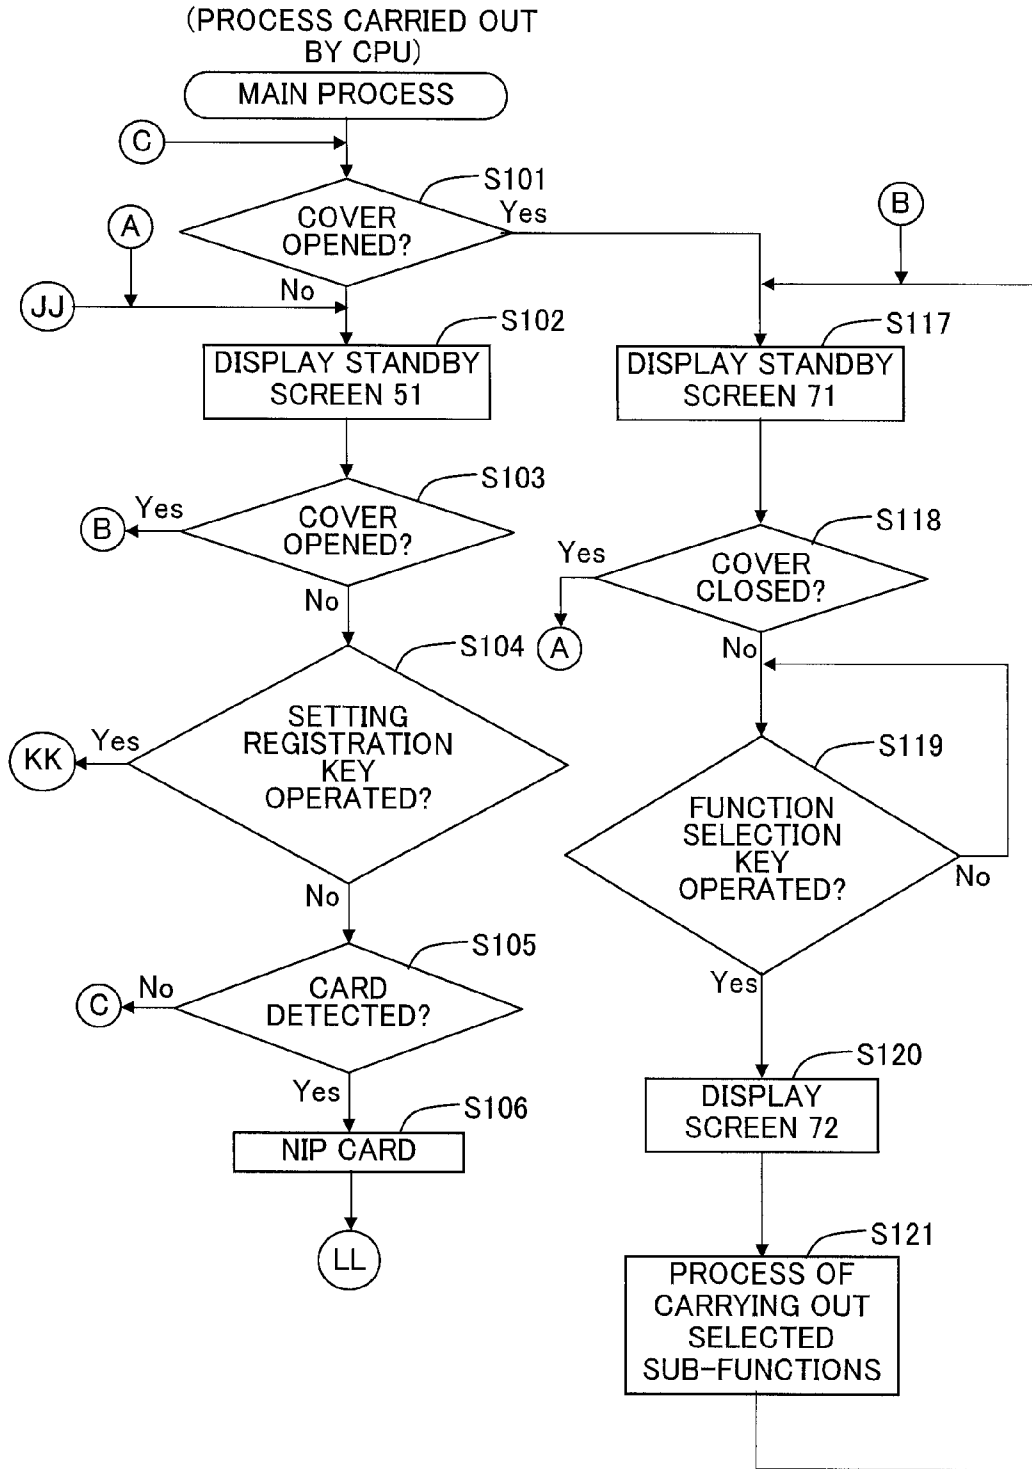 (PROCESS CARRIED OUT
BY CPU)
MAIN PROCESS
C
S101
COVER
OPENED?
Yes
No
A
JJ
B
S102
DISPLAY STANDBY
SCREEN 51
S117
DISPLAY STANDBY
SCREEN 71
S103
COVER
OPENED?
Yes
B
No
S118
COVER
CLOSED?
Yes
A
No
S104
SETTING
REGISTRATION
KEY
OPERATED?
Yes
KK
No
S119
FUNCTION
SELECTION
KEY
OPERATED?
No
Yes
S105
CARD
DETECTED?
No
C
Yes
S106
NIP CARD
LL
S120
DISPLAY
SCREEN 72
S121
PROCESS OF
CARRYING OUT
SELECTED
SUB-FUNCTIONS